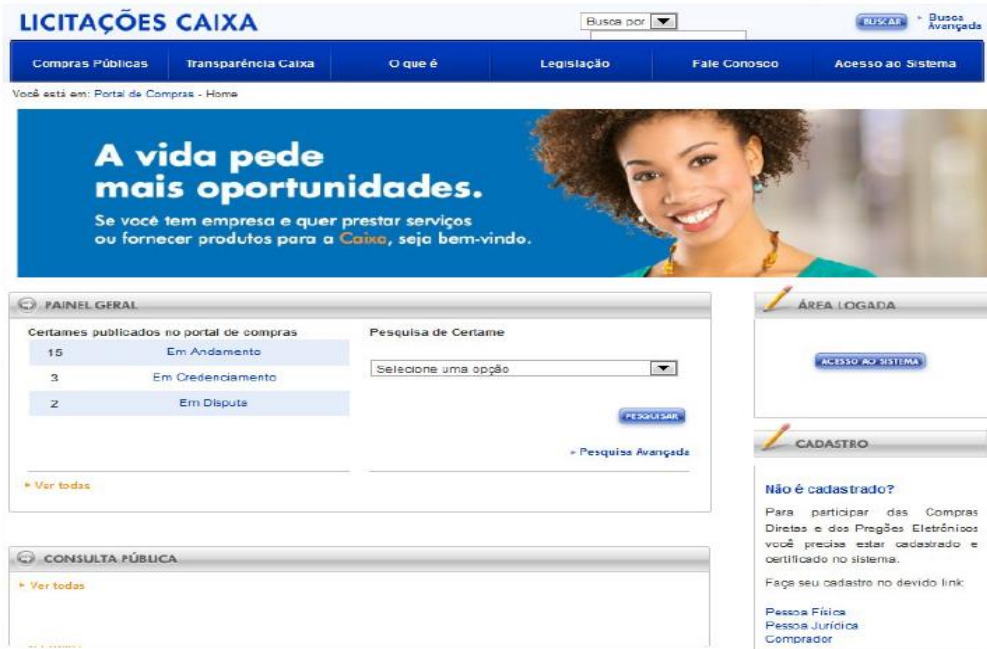 LICITAÇÕES CAIXA
Busca por
BUSCAR
Busca Avançada
Compras Públicas
Transparência Caixa
O que é
Legislação
Fale Conosco
Acesso ao Sistema
Você está em: Portal de Compras - Home
A vida pede
mais oportunidades.
Se você tem empresa e quer prestar serviços
ou fornecer produtos para a Caixa, seja bem-vindo.
PAINEL GERAL
Certames publicados no portal de compras
15 Em Andamento
3 Em Credenciamento
2 Em Disputa
Ver todas
Pesquisa de Certame
Selecione uma opção
PESQUISAR
Pesquisa Avançada
CONSULTA PÚBLICA
Ver todas
ÁREA LOGADA
ACESSO AO SISTEMA
CADASTRO
Não é cadastrado?
Para participar das Compras
Diretas e dos Pregões Eletrônicos
você precisa estar cadastrado e
certificado no sistema.
Faça seu cadastro no devido link:
Pessoa Física
Pessoa Jurídica
Comprador